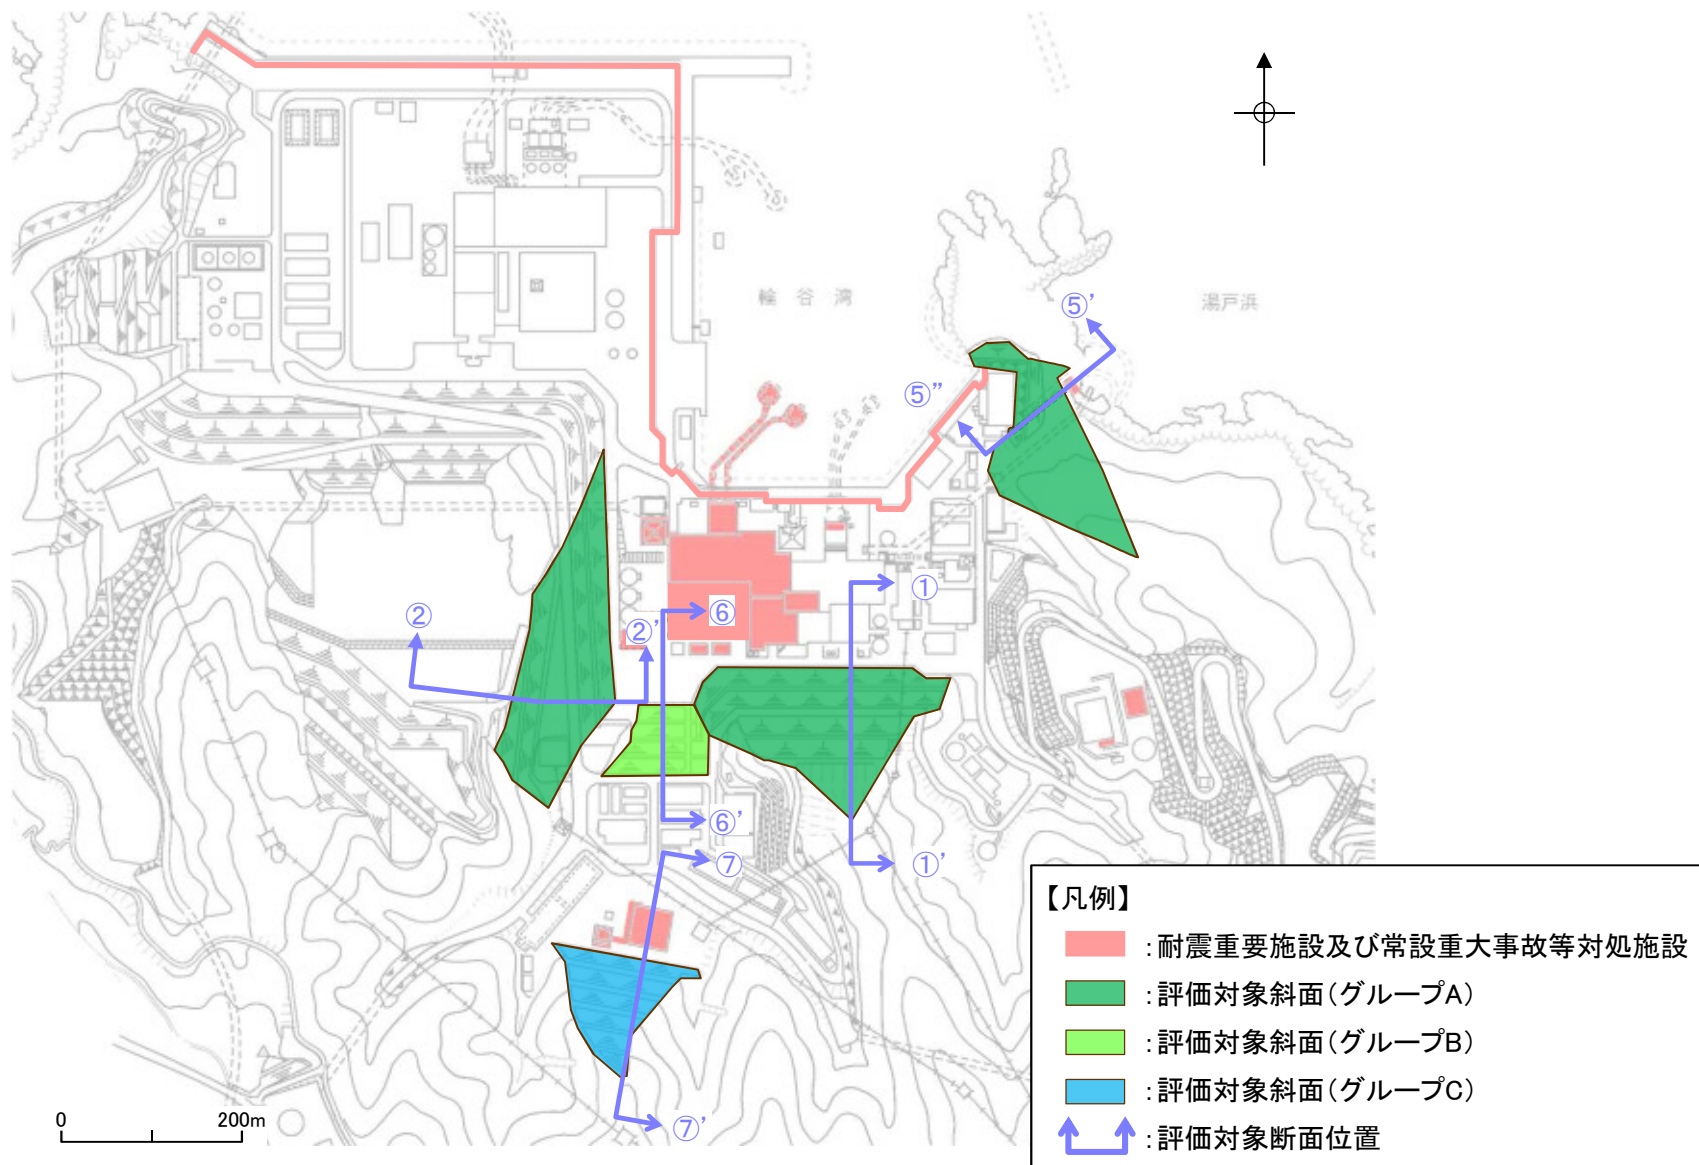 輪谷湾
湯戸浜
⑤’
⑤”
①
②
②’
⑥
⑥’
⑦
①’
⑦’
0 200m
【凡例】
：耐震重要施設及び常設重大事故等対処施設
：評価対象斜面(グループA)
：評価対象斜面(グループB)
：評価対象斜面(グループC)
：評価対象断面位置